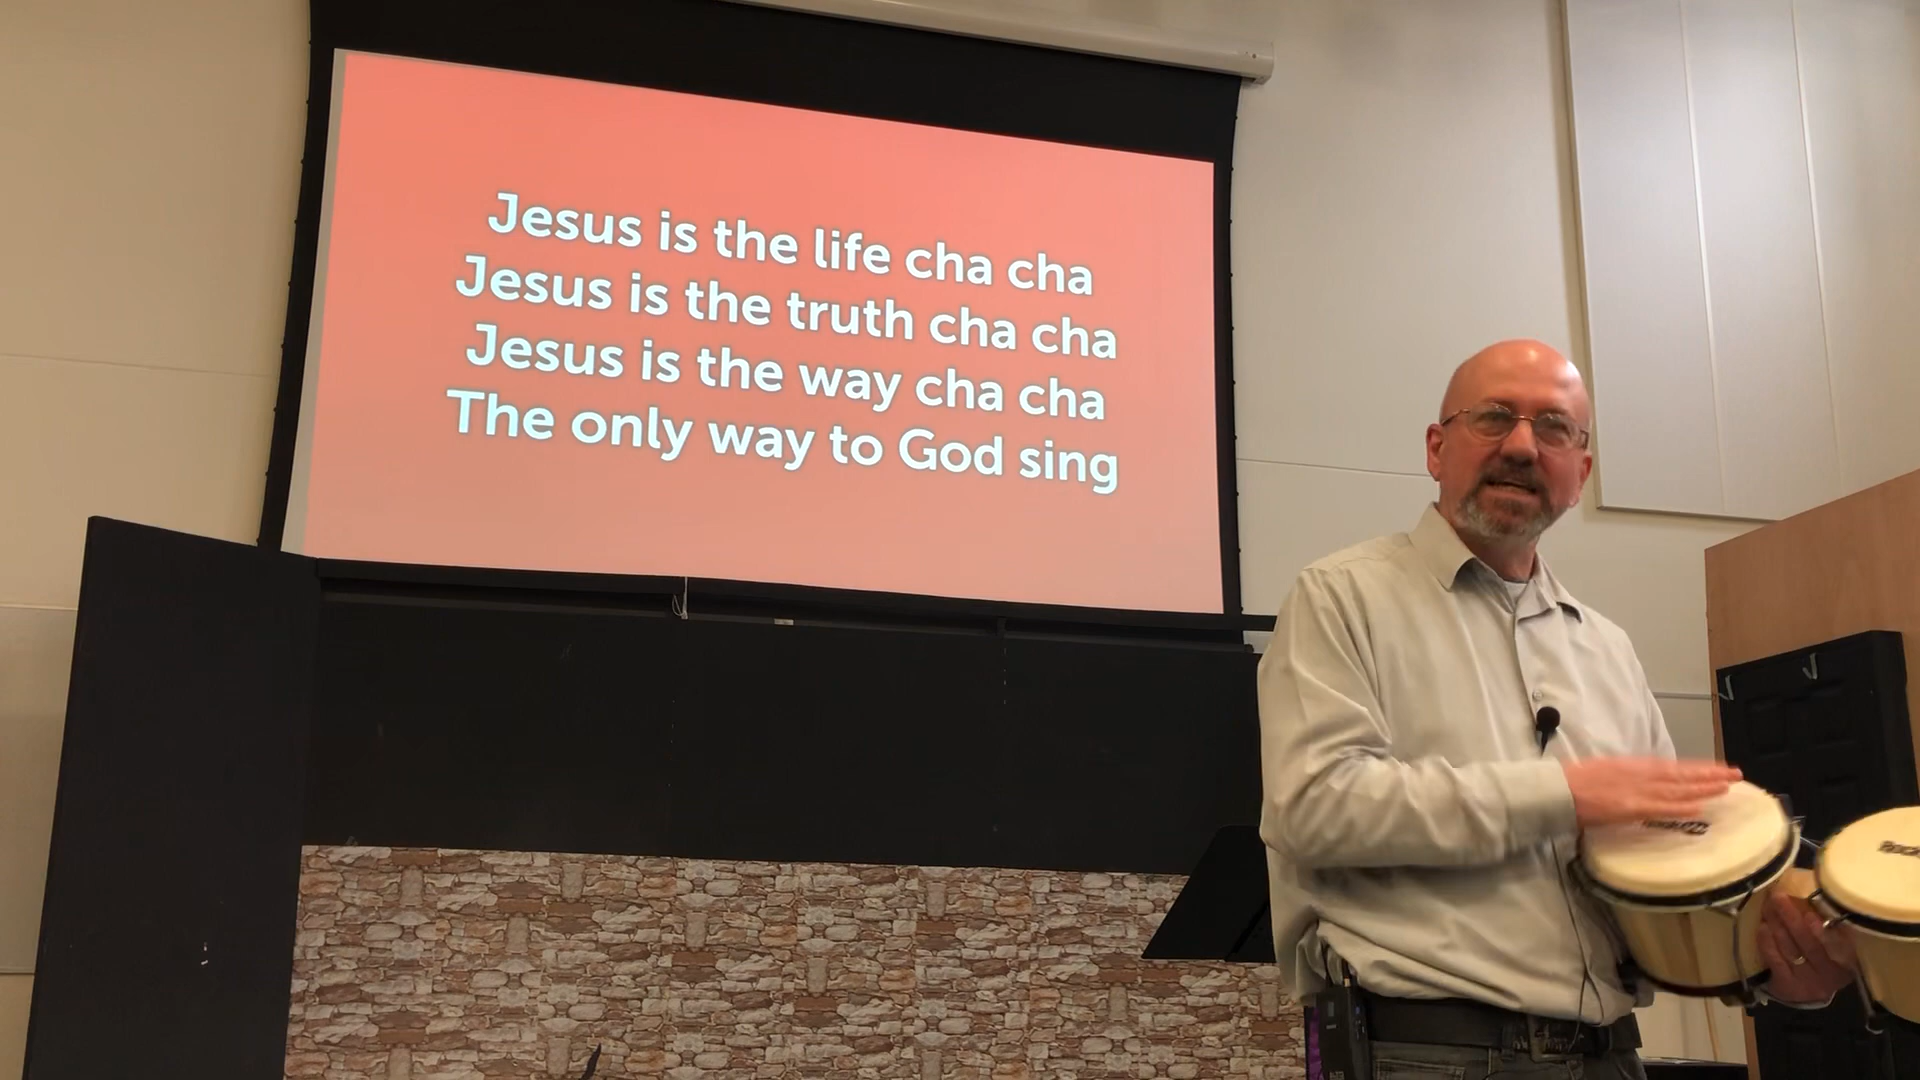 Jesus is the life cha cha
Jesus is the truth cha cha
Jesus is the way cha cha
The only way to God sing